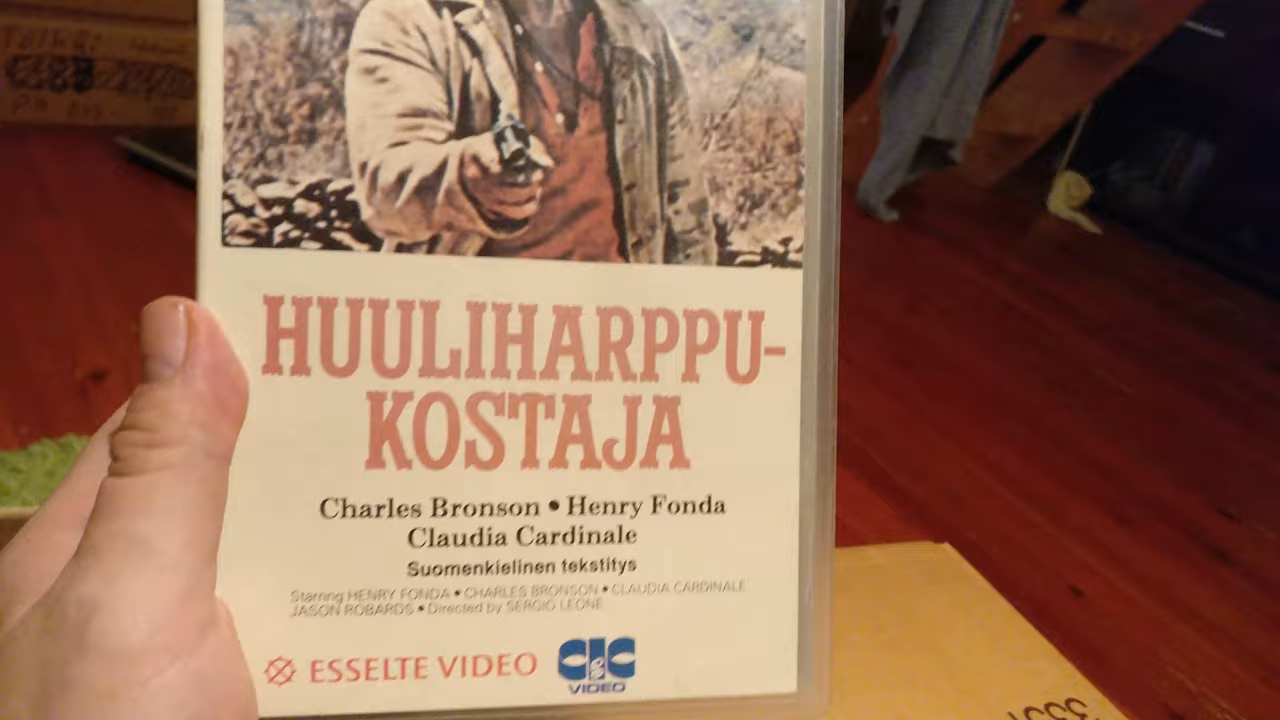 HUULIHARPPU-
KOSTAJA
Charles Bronson • Henry Fonda
Claudia Cardinale
Suomenkielinen tekstitys
Starring HENRY FONDA • CHARLES BRONSON • CLAUDIA CARDINALE
JASON ROBARDS • Directed by SERGIO LEONE
ESSELTE VIDEO
CIC
VIDEO